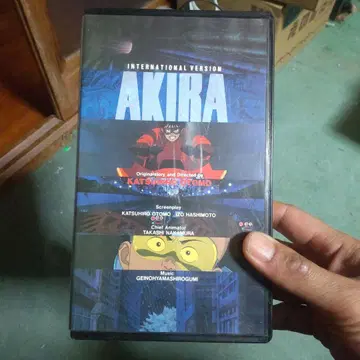 INTERNATIONAL VERSION
AKIRA
Originalstory and Directed by
KATSUHIRO OTOMO
Screenplay
KATSUHIRO OTOMO IZO HASHIMOTO
Chief Animator
TAKASHI NAKAMURA
Music
GEINOHYAMASHIROGUMI